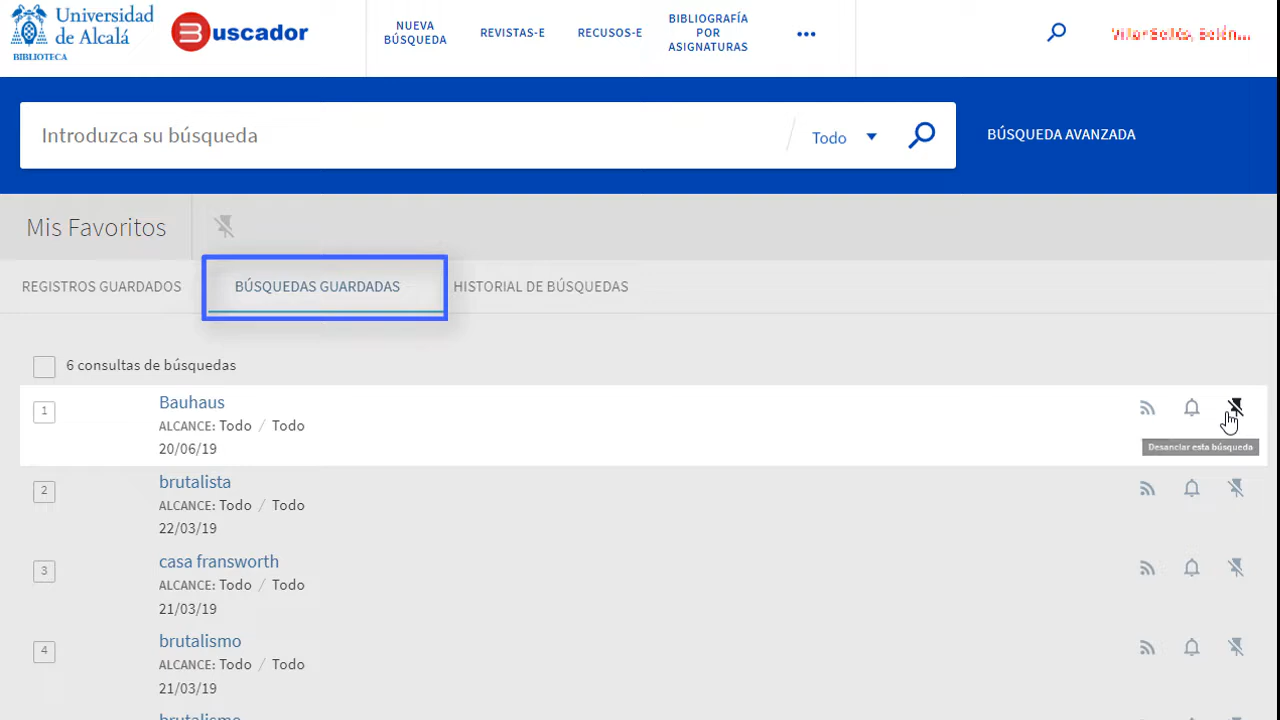 Universidad
de Alcalá
BIBLIOTECA
Buscador
NUEVA
BÚSQUEDA
REVISTAS-E
RECUSOS-E
BIBLIOGRAFÍA
POR
ASIGNATURAS
Introduzca su búsqueda
Todo
BÚSQUEDA AVANZADA
Mis Favoritos
REGISTROS GUARDADOS
BÚSQUEDAS GUARDADAS
HISTORIAL DE BÚSQUEDAS
6 consultas de búsquedas
1
Bauhaus
ALCANCE: Todo / Todo
20/06/19
Desanclar esta búsqueda
2
brutalista
ALCANCE: Todo / Todo
22/03/19
3
casa fransworth
ALCANCE: Todo / Todo
21/03/19
4
brutalismo
ALCANCE: Todo / Todo
21/03/19
brutalismo